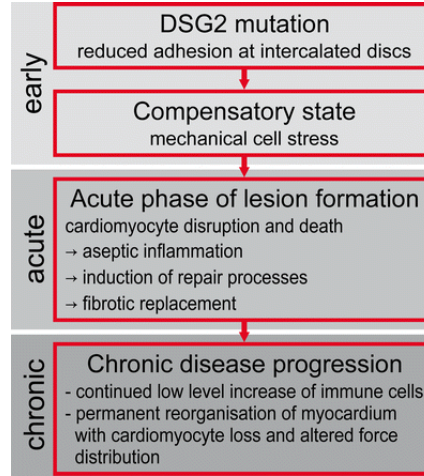 early
DSG2 mutation
reduced adhesion at intercalated discs
Compensatory state
mechanical cell stress
acute
Acute phase of lesion formation
cardiomyocyte disruption and death
→ aseptic inflammation
→ induction of repair processes
→ fibrotic replacement
chronic
Chronic disease progression
- continued low level increase of immune cells
- permanent reorganisation of myocardium
with cardiomyocyte loss and altered force
distribution